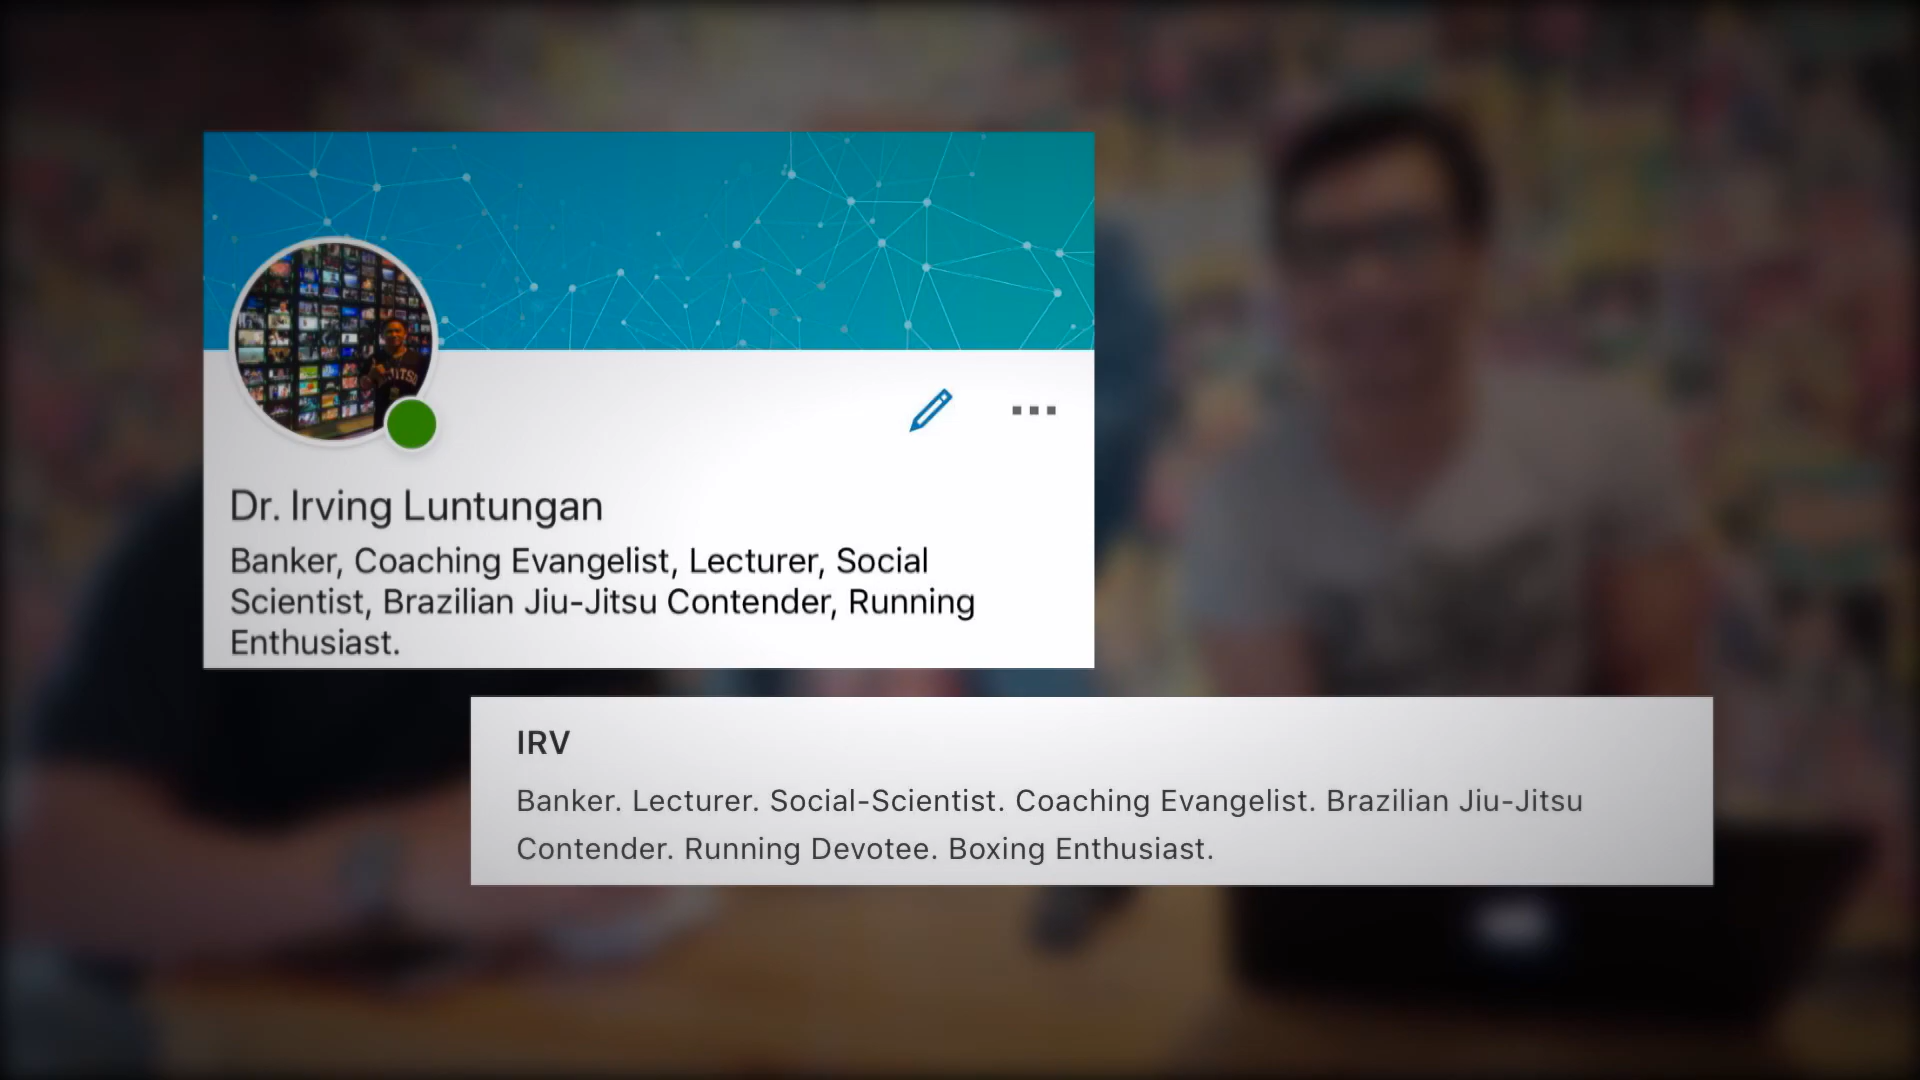 Dr. Irving Luntungan
Banker, Coaching Evangelist, Lecturer, Social
Scientist, Brazilian Jiu-Jitsu Contender, Running
Enthusiast.
IRV
Banker. Lecturer. Social-Scientist. Coaching Evangelist. Brazilian Jiu-Jitsu
Contender. Running Devotee. Boxing Enthusiast.